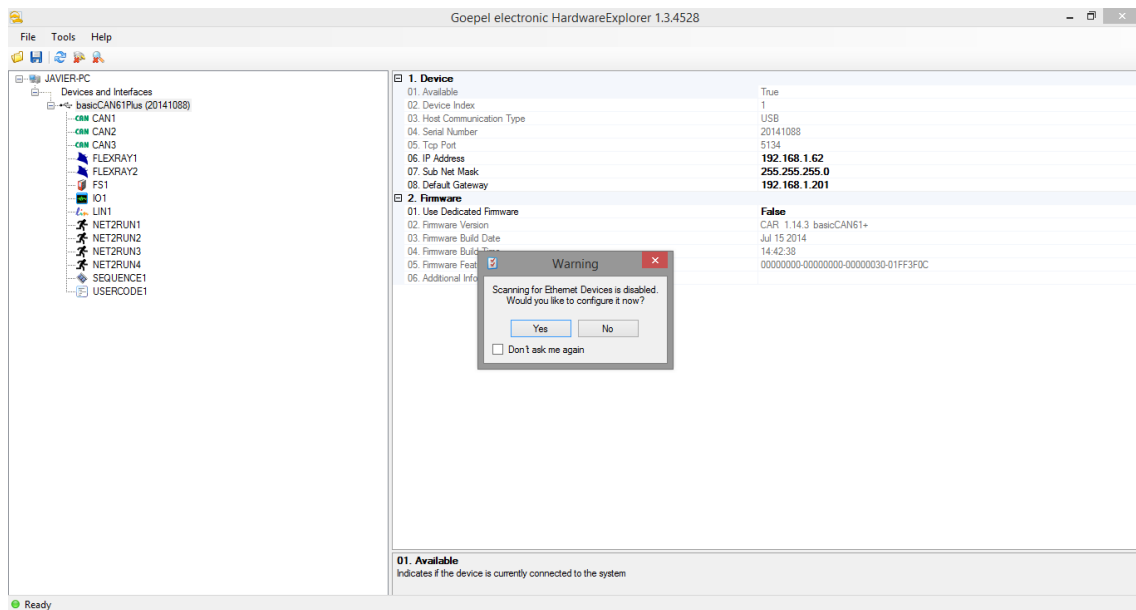 Goepel electronic HardwareExplorer 1.3.4528
File Tools Help
JAVIER-PC
Devices and Interfaces
basicCAN61Plus (20141088)
CAN CAN1
CAN CAN2
CAN CAN3
FLEXRAY1
FLEXRAY2
FS1
IO1
Lin LIN1
NET2RUN1
NET2RUN2
NET2RUN3
NET2RUN4
SEQUENCE1
USERCODE1
1. Device
01. Available True
02. Device Index 1
03. Host Communication Type USB
04. Serial Number 20141088
05. Tcp Port 5134
06. IP Address 192.168.1.62
07. Sub Net Mask 255.255.255.0
08. Default Gateway 192.168.1.201
2. Firmware
01. Use Dedicated Firmware False
02. Firmware Version CAR 1.14.3 basicCAN61+
03. Firmware Build Date Jul 15 2014
04. Firmware Build Time 14:42:38
05. Firmware Feat 00000000-00000000-00000030-01FF3F0C
06. Additional Info
Warning
Scanning for Ethernet Devices is disabled.
Would you like to configure it now?
Yes No
Don't ask me again
01. Available
Indicates if the device is currently connected to the system
Ready